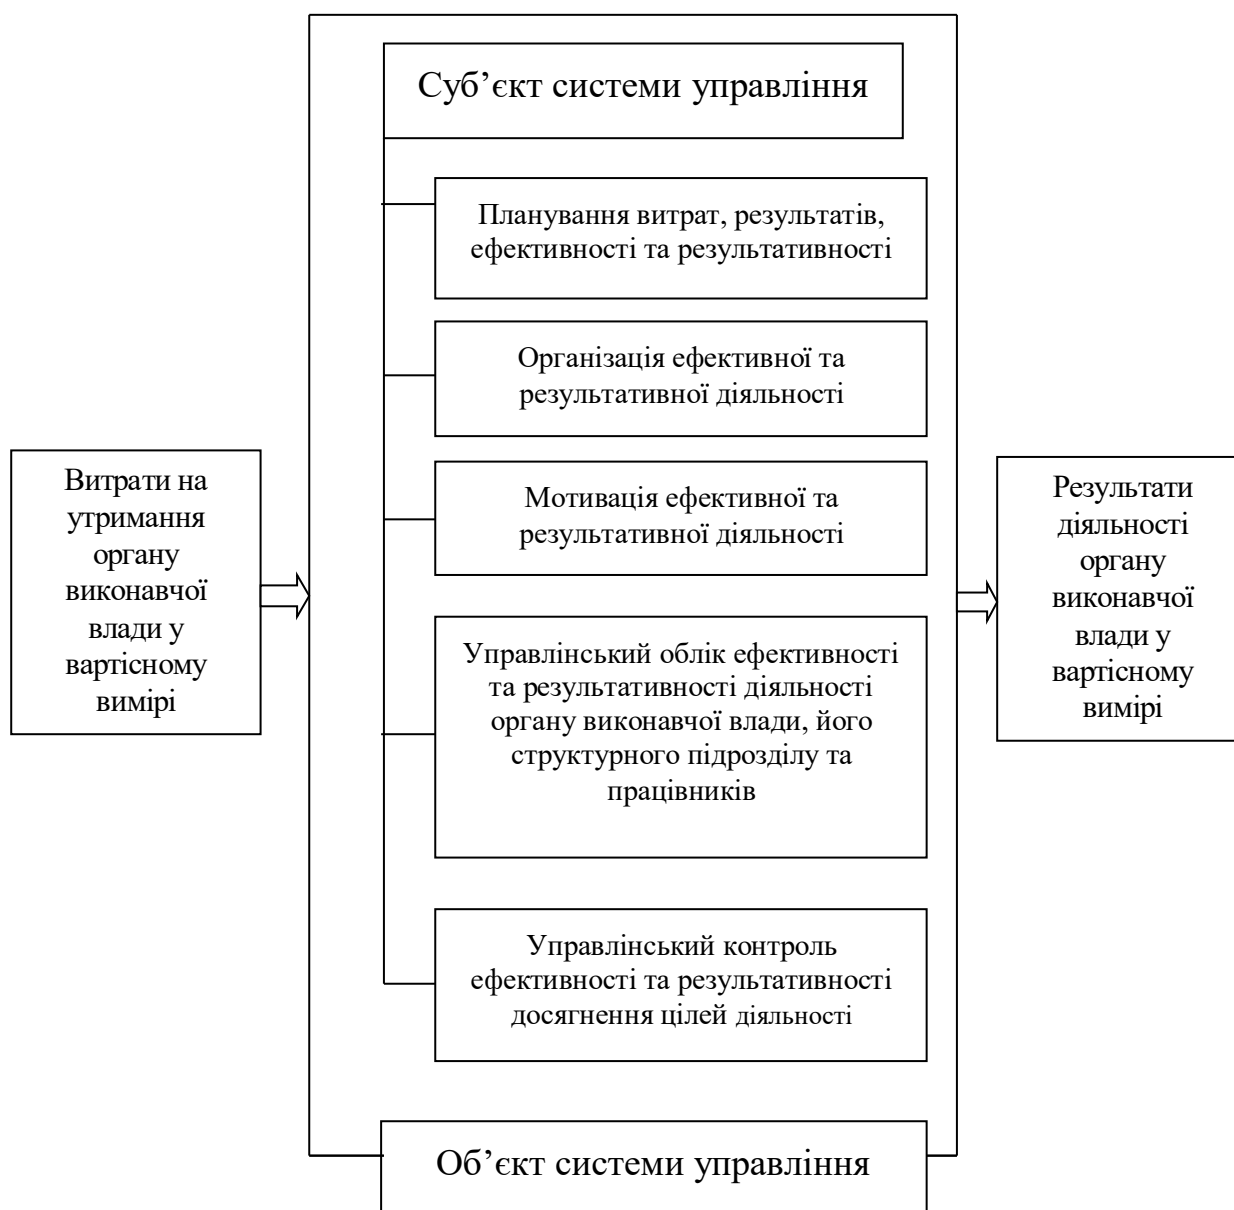 Суб’єкт системи управління
Планування витрат, результатів,
ефективності та результативності
Організація ефективної та
результативної діяльності
Мотивація ефективної та
результативної діяльності
Управлінський облік ефективності
та результативності діяльності
органу виконавчої влади, його
структурного підрозділу та
працівників
Управлінський контроль
ефективності та результативності
досягнення цілей діяльності
Об’єкт системи управління
Витрати на
утримання
органу
виконавчої
влади у
вартісному
вимірі
Результати
діяльності
органу
виконавчої
влади у
вартісному
вимірі